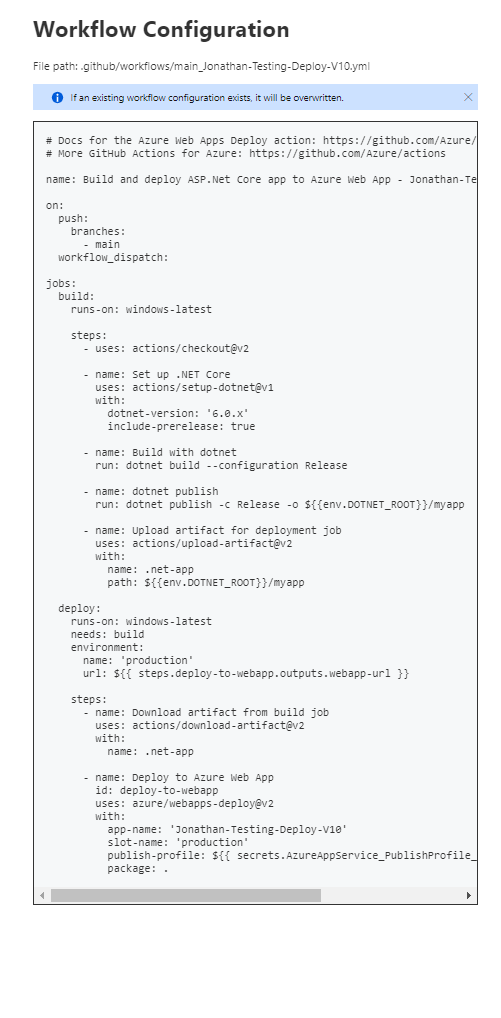 Workflow Configuration
File path: .github/workflows/main_Jonathan-Testing-Deploy-V10.yml
If an existing workflow configuration exists, it will be overwritten.
# Docs for the Azure Web Apps Deploy action: https://github.com/Azure/
# More GitHub Actions for Azure: https://github.com/Azure/actions
name: Build and deploy ASP.Net Core app to Azure Web App - Jonathan-Te
on:
  push:
    branches:
      - main
  workflow_dispatch:
jobs:
  build:
    runs-on: windows-latest
    steps:
      - uses: actions/checkout@v2
      - name: Set up .NET Core
        uses: actions/setup-dotnet@v1
        with:
          dotnet-version: '6.0.x'
          include-prerelease: true
      - name: Build with dotnet
        run: dotnet build --configuration Release
      - name: dotnet publish
        run: dotnet publish -c Release -o ${{env.DOTNET_ROOT}}/myapp
      - name: Upload artifact for deployment job
        uses: actions/upload-artifact@v2
        with:
          name: .net-app
          path: ${{env.DOTNET_ROOT}}/myapp
  deploy:
    runs-on: windows-latest
    needs: build
    environment:
      name: 'production'
      url: ${{ steps.deploy-to-webapp.outputs.webapp-url }}
    steps:
      - name: Download artifact from build job
        uses: actions/download-artifact@v2
        with:
          name: .net-app
      - name: Deploy to Azure Web App
        id: deploy-to-webapp
        uses: azure/webapps-deploy@v2
        with:
          app-name: 'Jonathan-Testing-Deploy-V10'
          slot-name: 'production'
          publish-profile: ${{ secrets.AzureAppService_PublishProfile_
          package: .